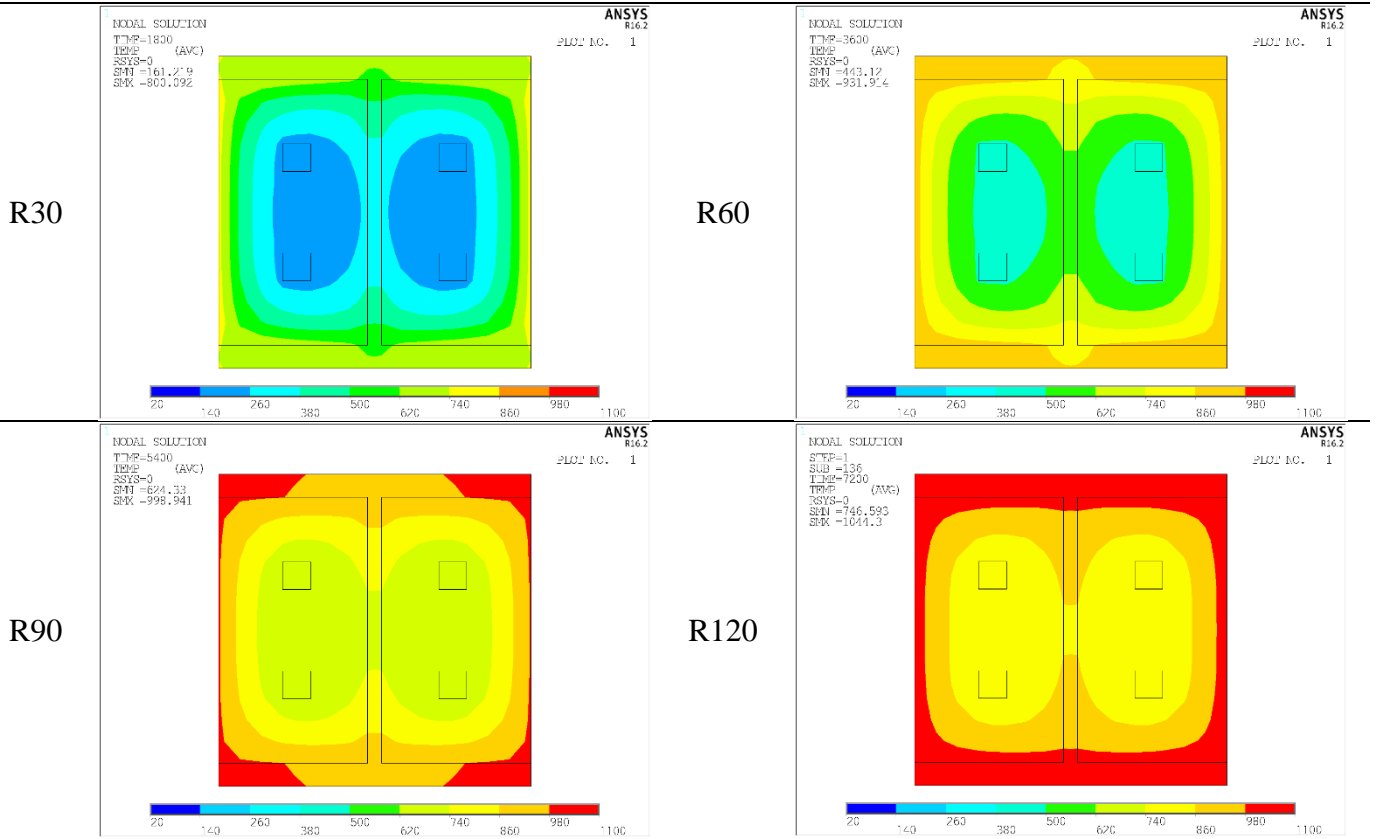 R30
1
NODAL SOLUTION
TIME=1800
TEMP (AVG)
RSYS=0
SMN =161.219
SMX =800.092
ANSYS
R16.2
PLOT NO. 1
20 140 260 380 500 620 740 860 980 1100
R60
1
NODAL SOLUTION
TIME=3600
TEMP (AVG)
RSYS=0
SMN =443.12
SMX =931.914
ANSYS
R16.2
PLOT NO. 1
20 140 260 380 500 620 740 860 980 1100
R90
1
NODAL SOLUTION
TIME=5400
TEMP (AVG)
RSYS=0
SMN =624.33
SMX =998.941
ANSYS
R16.2
PLOT NO. 1
20 140 260 380 500 620 740 860 980 1100
R120
1
NODAL SOLUTION
STEP=1
SUB =136
TIME=7200
TEMP (AVG)
RSYS=0
SMN =746.593
SMX =1044.3
ANSYS
R16.2
PLOT NO. 1
20 140 260 380 500 620 740 860 980 1100